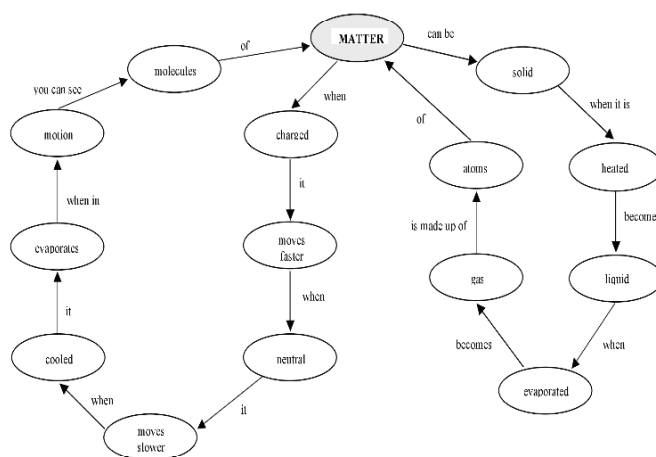 of
MATTER
can be
molecules
solid
you can see
when
when it is
motion
charged
of
atoms
heated
it
when in
is made up of
become
evaporates
moves
faster
gas
liquid
it
when
becomes
when
cooled
neutral
evaporated
when
it
moves
slower